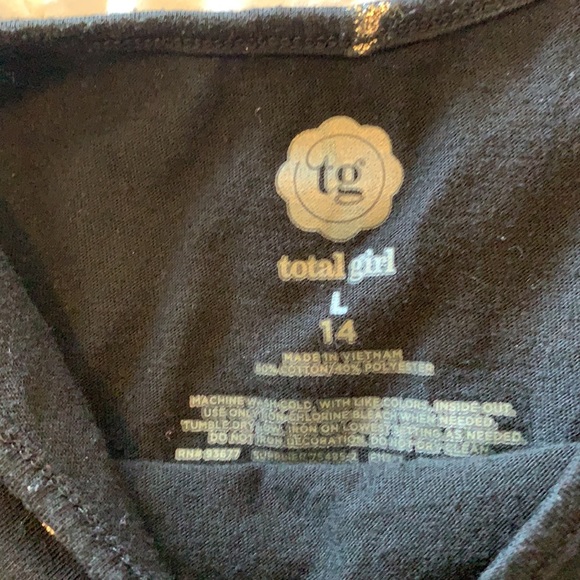 tg
total girl
L
14
MADE IN VIETNAM
60% COTTON/40% POLYESTER
MACHINE WASH COLD, WITH LIKE COLORS, INSIDE OUT.
USE ONLY NON CHLORINE BLEACH WHEN NEEDED.
TUMBLE DRY LOW. IRON ON LOWEST SETTING AS NEEDED.
DO NOT IRON DECORATION. DO NOT DRY CLEAN.
RN# 93677